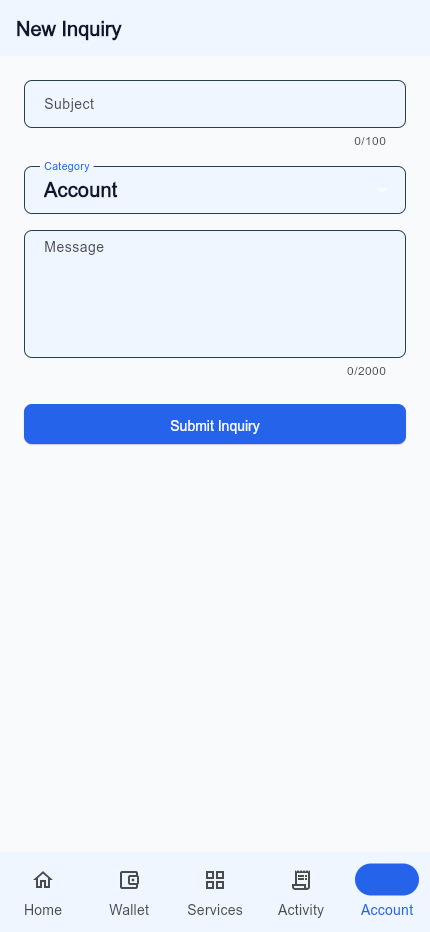 New Inquiry
Subject
0/100
Category
Account
Message
0/2000
Submit Inquiry
Home
Wallet
Services
Activity
Account